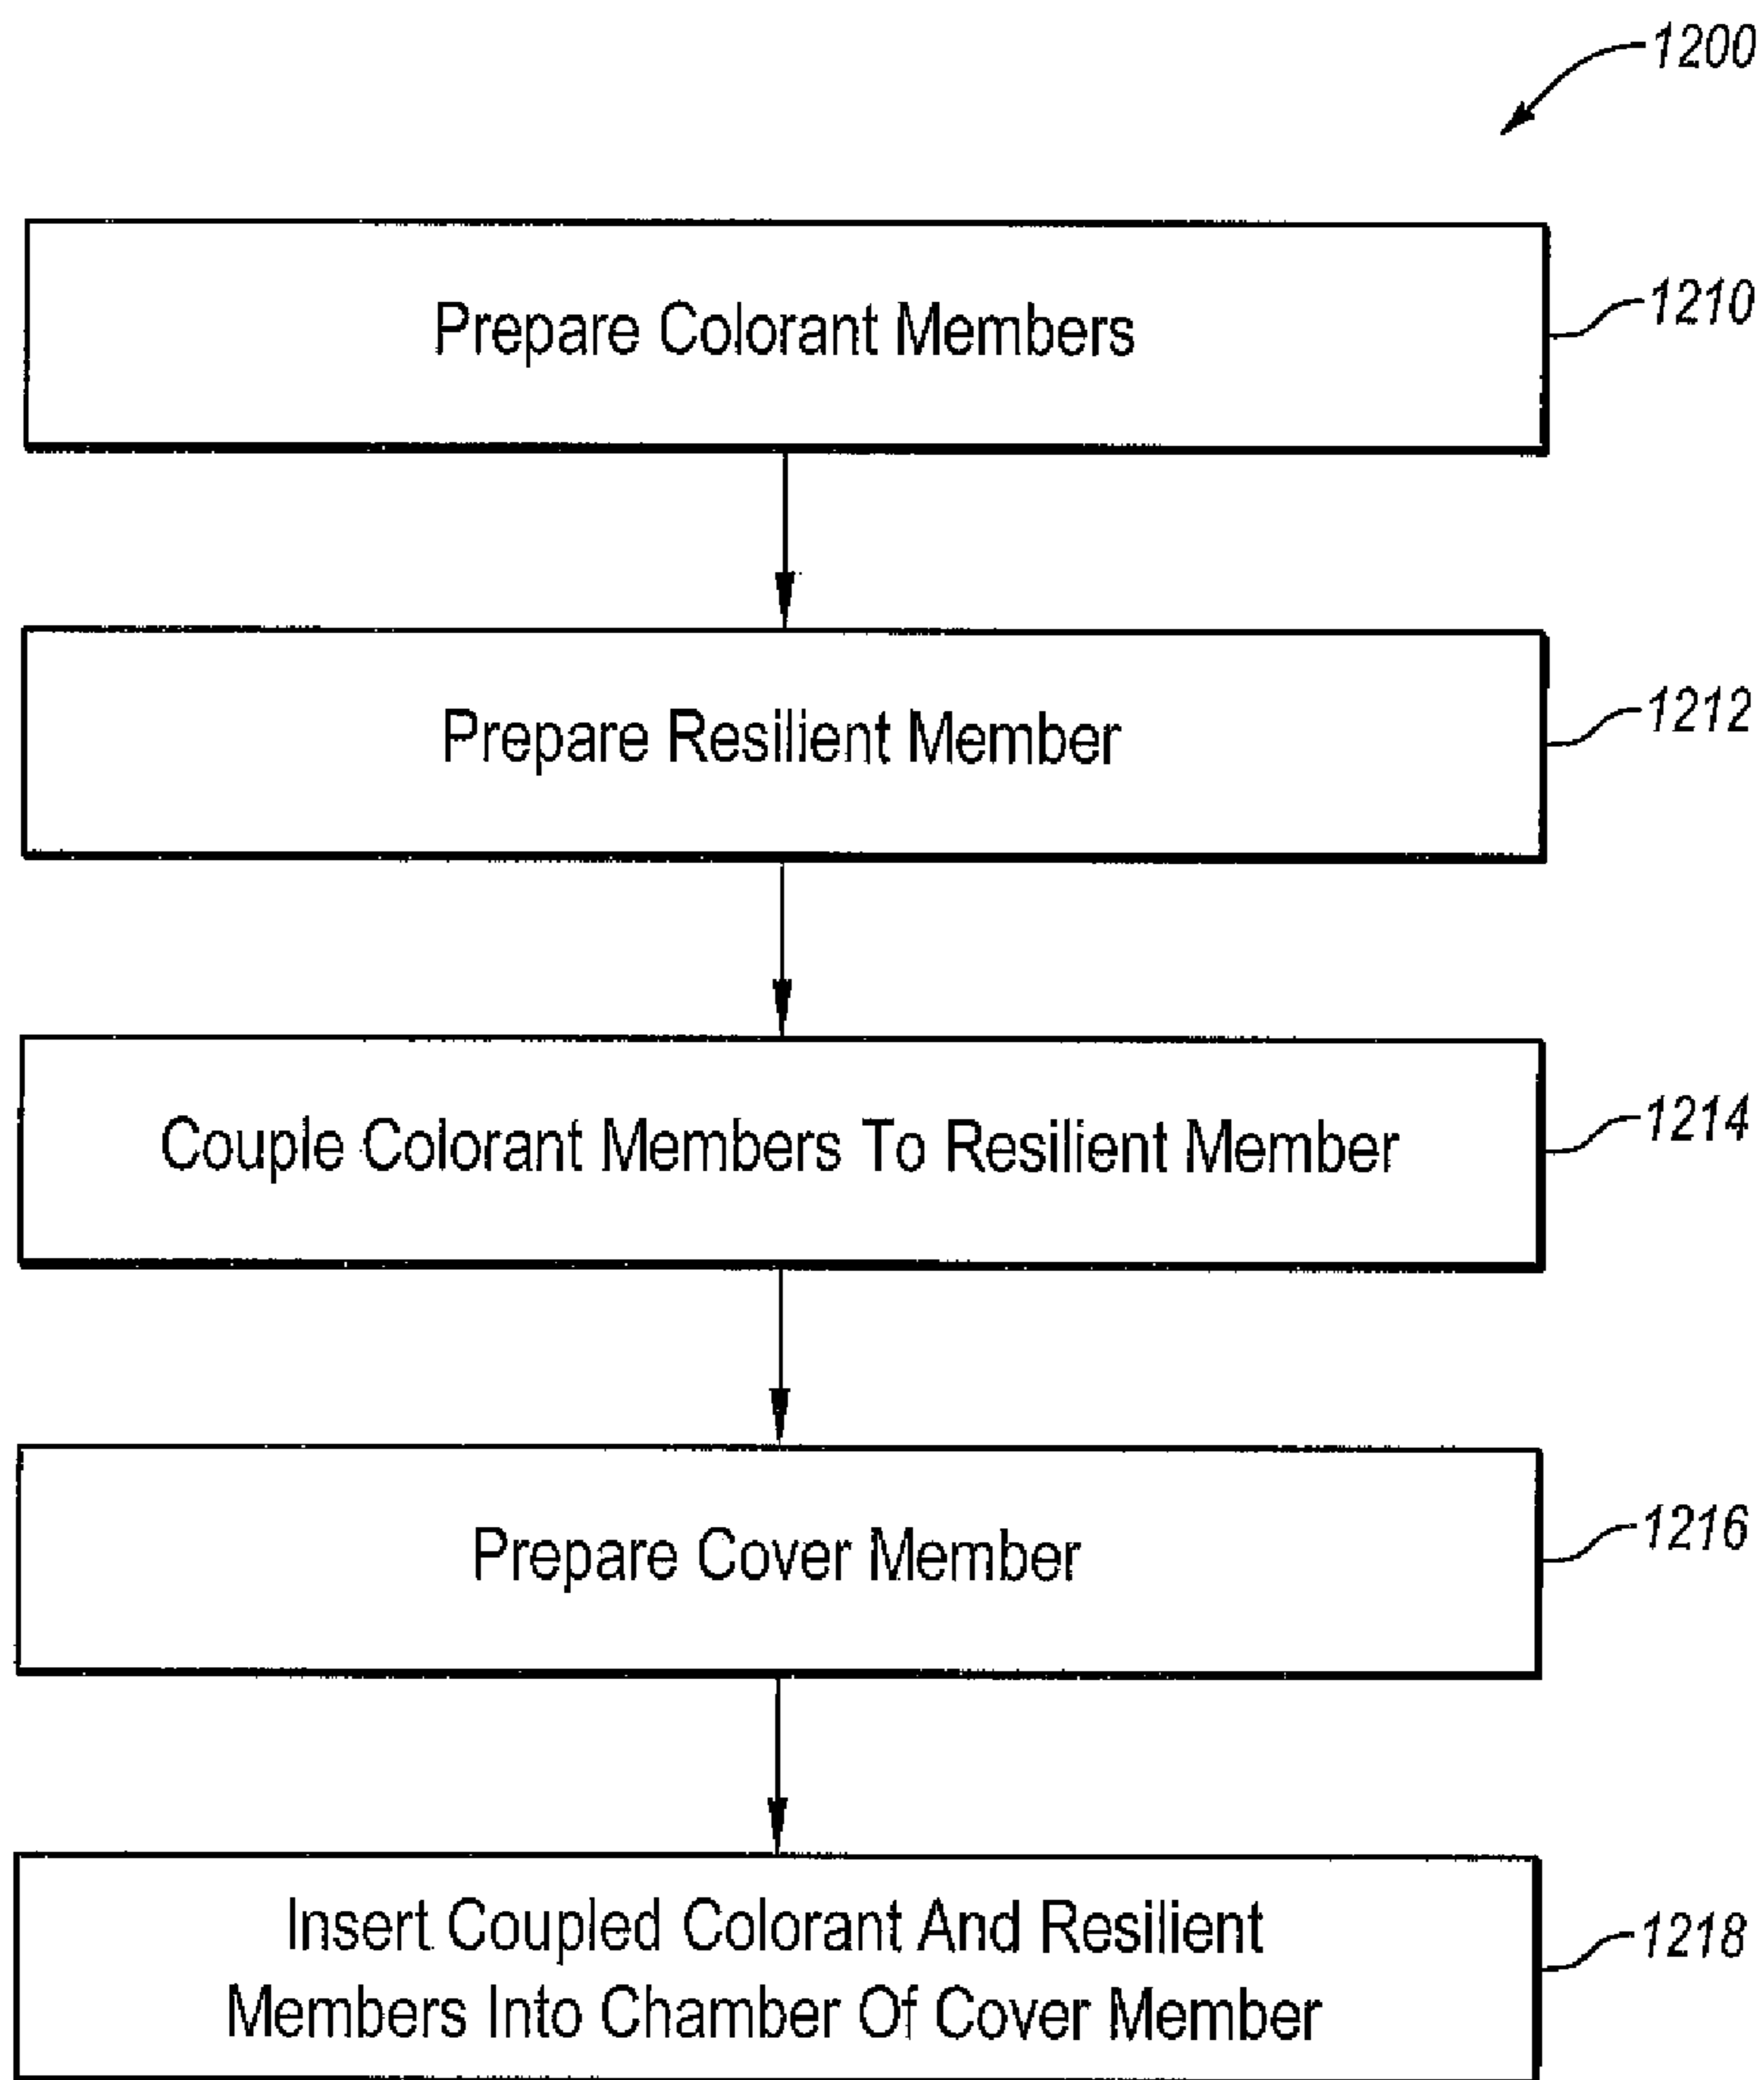 1200
Prepare Colorant Members
1210
Prepare Resilient Member
1212
Couple Colorant Members To Resilient Member
1214
Prepare Cover Member
1216
Insert Coupled Colorant And Resilient
Members Into Chamber Of Cover Member
1218